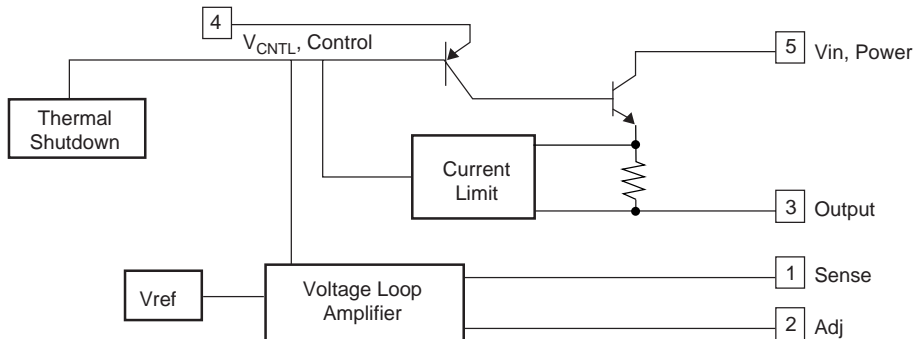 4
V_CNTL, Control
5 Vin, Power
Thermal
Shutdown
Current
Limit
3 Output
1 Sense
Vref
Voltage Loop
Amplifier
2 Adj